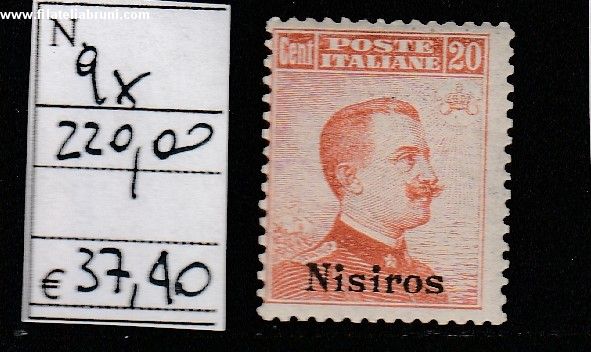 www.filateliabruni.com
N.
9x
220,00
€ 37,40
POSTE
Cent ITALIANE 20
Nisiros